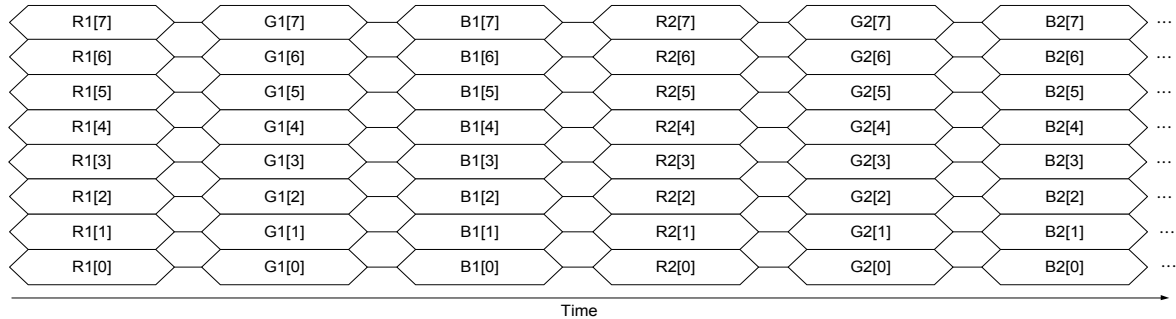 R1[7] G1[7] B1[7] R2[7] G2[7] B2[7] ...
R1[6] G1[6] B1[6] R2[6] G2[6] B2[6] ...
R1[5] G1[5] B1[5] R2[5] G2[5] B2[5] ...
R1[4] G1[4] B1[4] R2[4] G2[4] B2[4] ...
R1[3] G1[3] B1[3] R2[3] G2[3] B2[3] ...
R1[2] G1[2] B1[2] R2[2] G2[2] B2[2] ...
R1[1] G1[1] B1[1] R2[1] G2[1] B2[1] ...
R1[0] G1[0] B1[0] R2[0] G2[0] B2[0] ...
Time